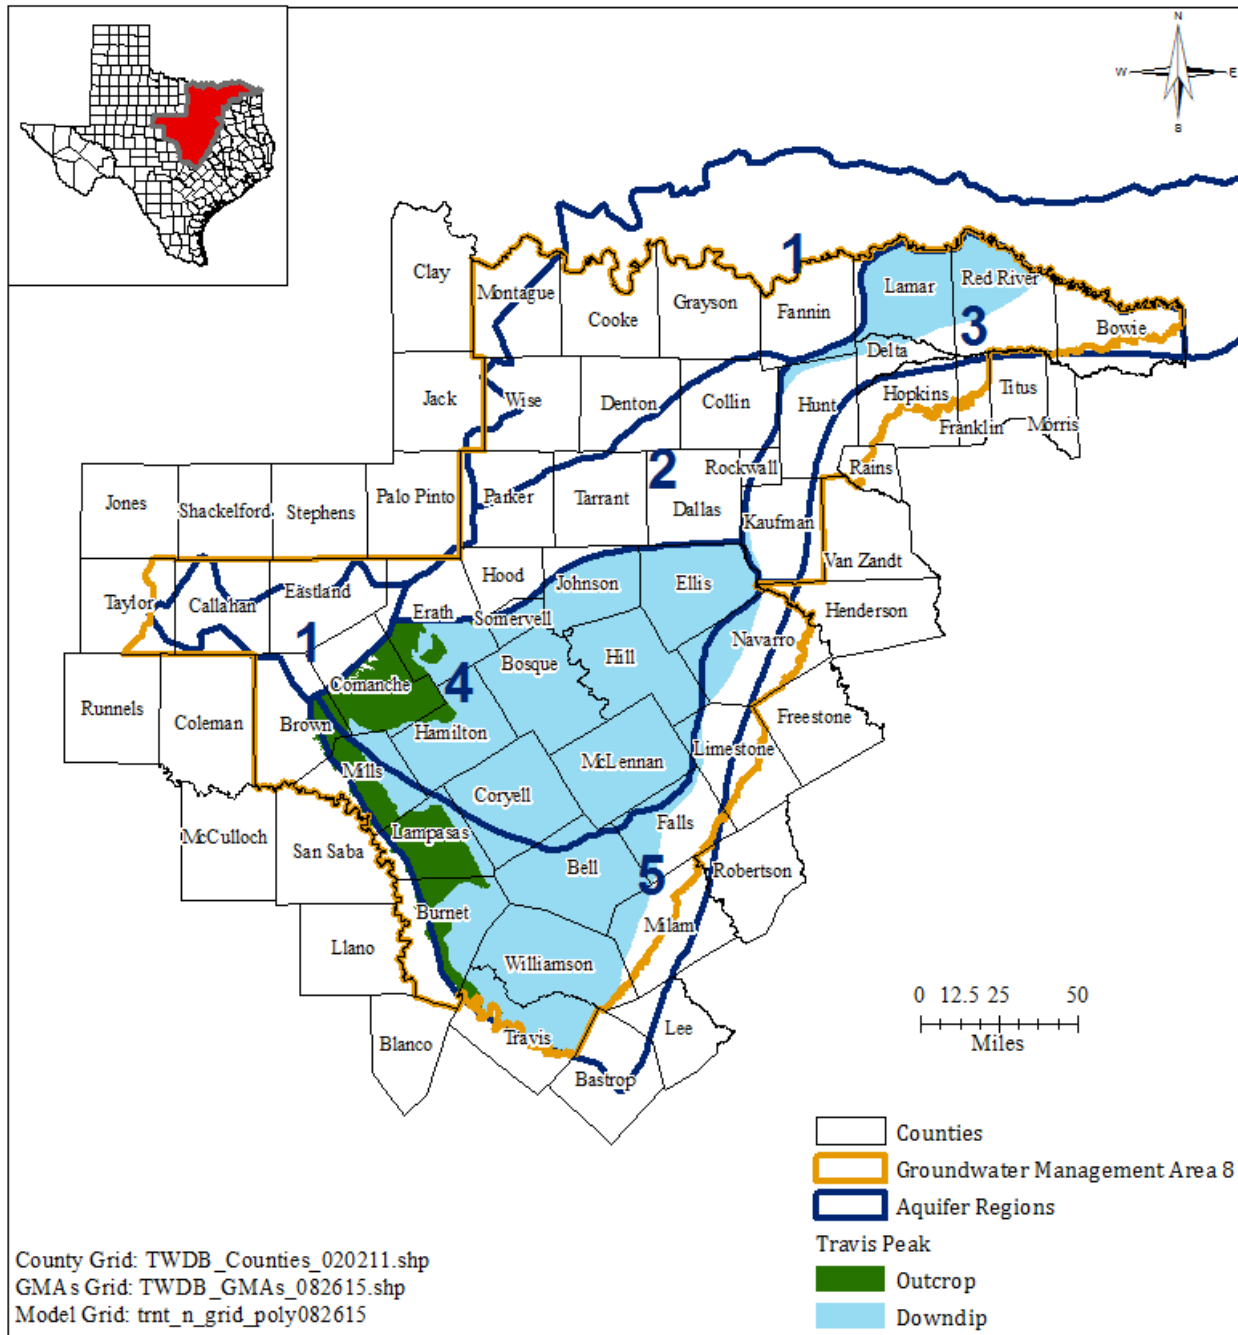 N
W E
S
1
Clay
Montague
Cooke
Grayson
Fannin
Lamar
Red River
3
Bowie
Delta
Jack
Wise
Denton
Collin
Hunt
Hopkins
Titus
Franklin
Morris
2
Rockwall
Rains
Jones
Shackelford
Stephens
Palo Pinto
Parker
Tarrant
Dallas
Kaufman
Van Zandt
Taylor
Callahan
Eastland
Hood
Johnson
Ellis
Erath
Somervell
Henderson
1
Navarro
Comanche
4
Bosque
Hill
Runnels
Coleman
Brown
Hamilton
Freestone
Limestone
Mills
McLennan
Coryell
McCulloch
San Saba
Lampasas
Falls
Bell
5
Robertson
Burnet
Milam
Llano
Williamson
Blanco
Travis
Bastrop
Lee
0 12.5 25 50
Miles
Counties
Groundwater Management Area 8
Aquifer Regions
Travis Peak
Outcrop
Downdip
County Grid: TWDB_Counties_020211.shp
GMAs Grid: TWDB_GMAs_082615.shp
Model Grid: trnt_n_grid_poly082615